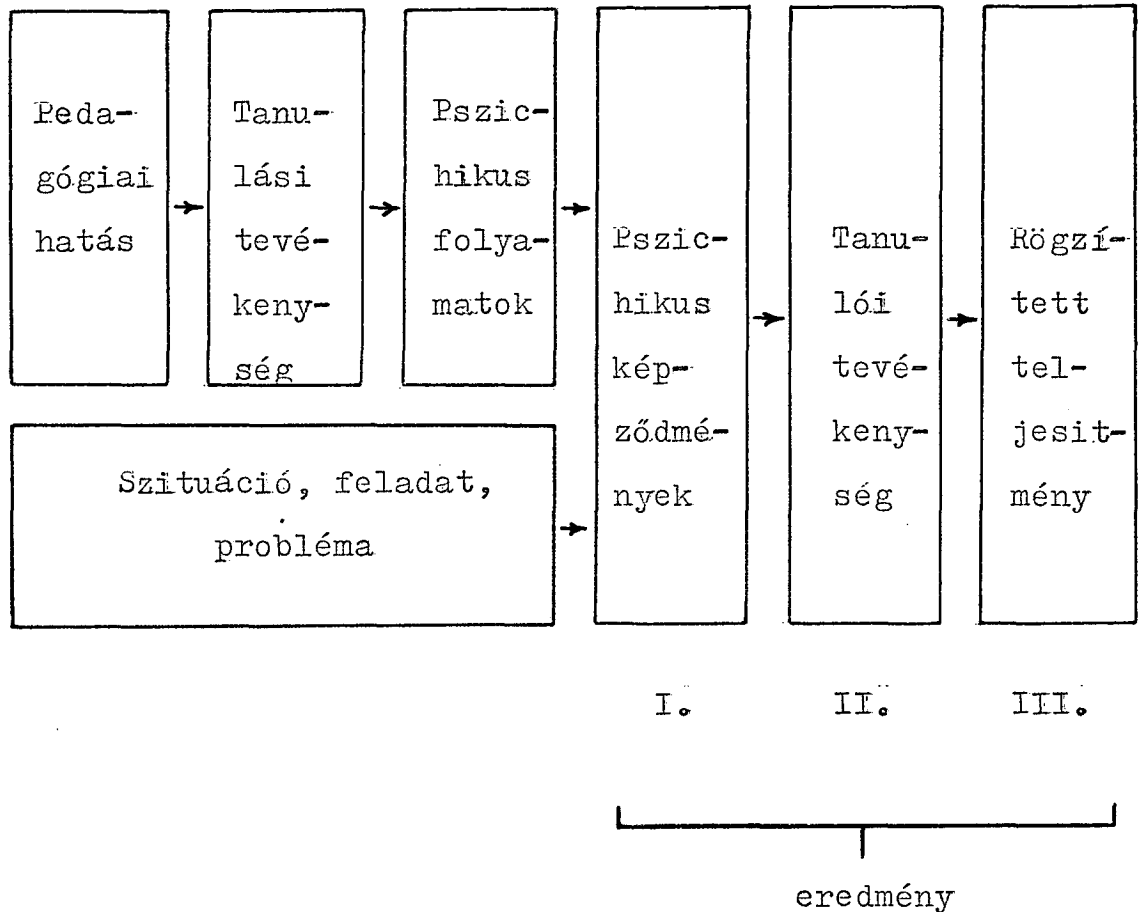 Peda-
gógiai
hatás
Tanu-
lási
tevé-
keny-
ség
Pszic-
hikus
folya-
matok
Szituáció, feladat,
probléma
Pszic-
hikus
kép-
ződmé-
nyek
Tanu-
lói
tevé-
keny-
ség
Rögzí-
tett
tel-
jesit-
mény
I.
II.
III.
eredmény